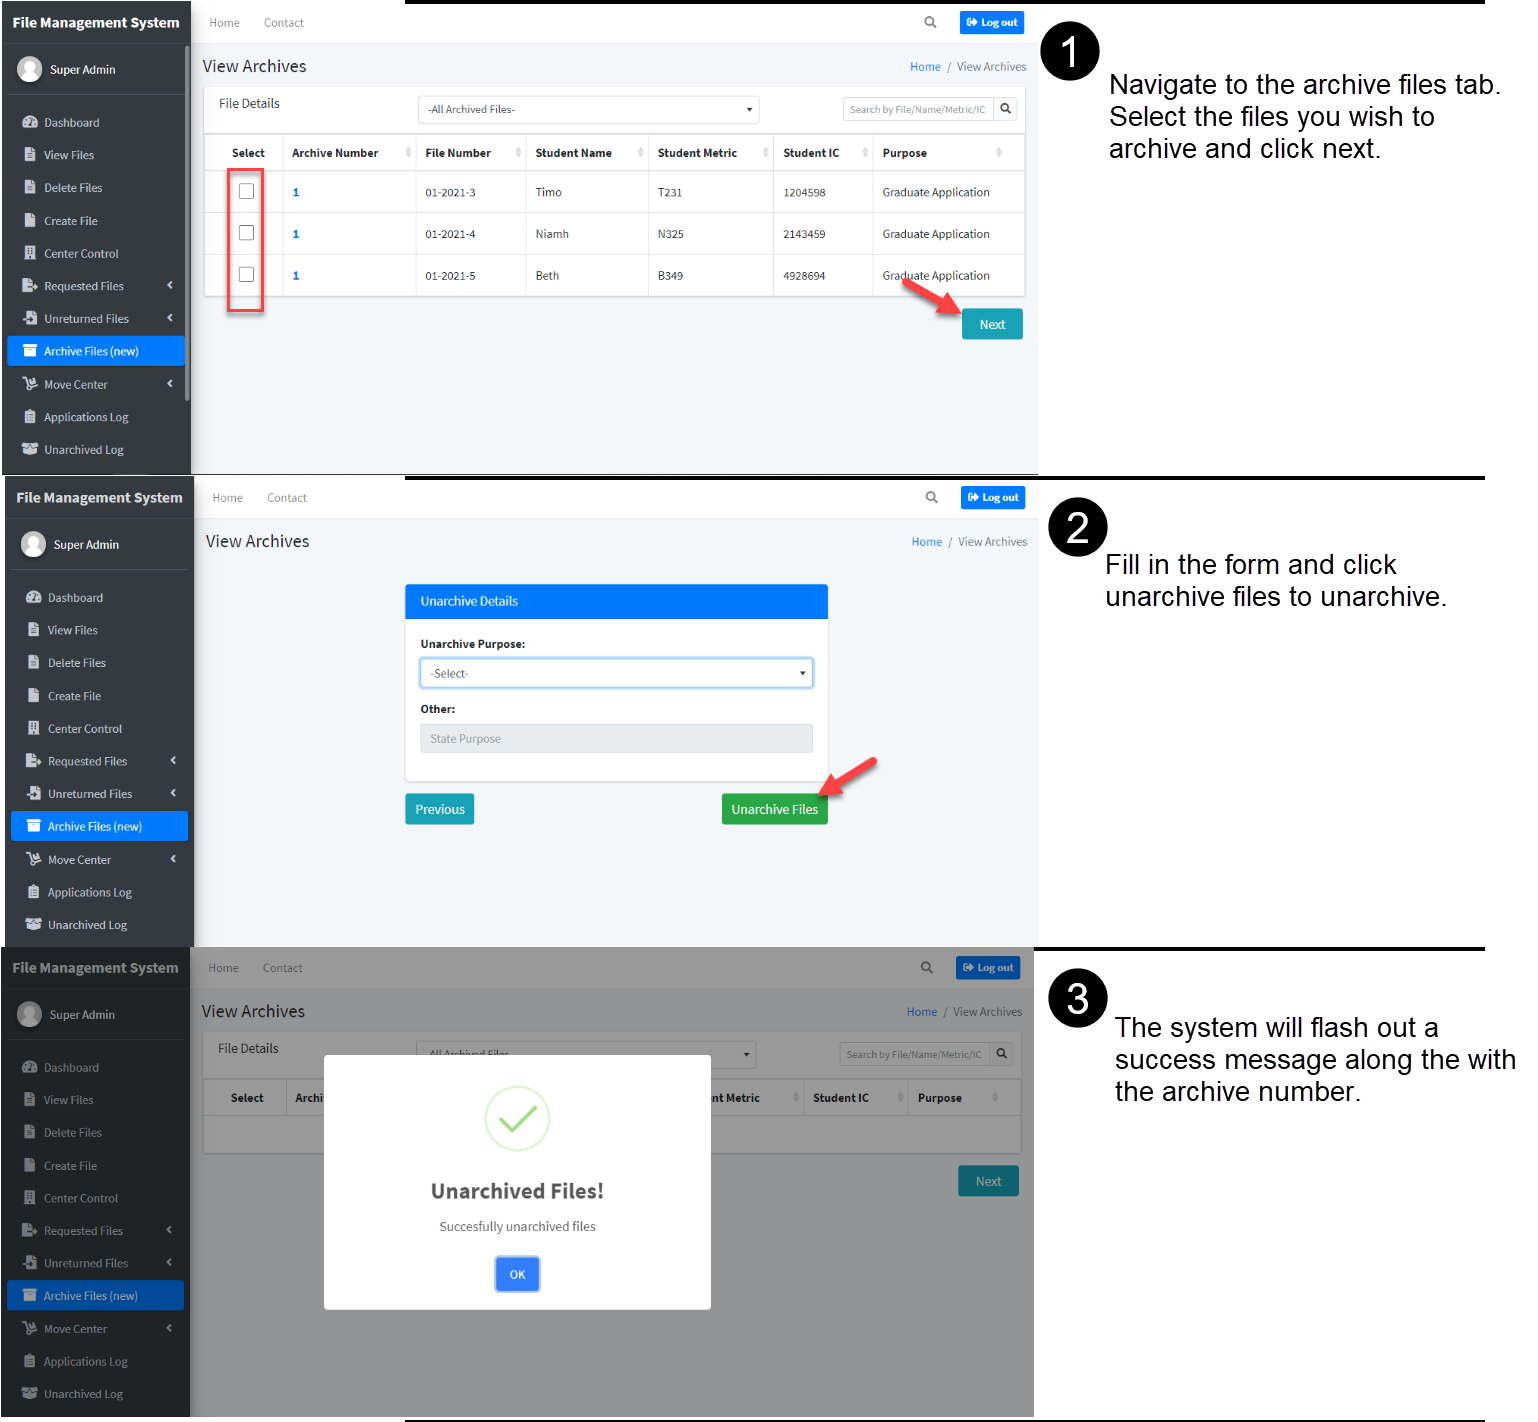 File Management System
Home Contact
Log out
Super Admin
View Archives
Home / View Archives
1
Navigate to the archive files tab.
Select the files you wish to
archive and click next.
File Details
-All Archived Files-
Search by File/Name/Metric/IC
Select Archive Number File Number Student Name Student Metric Student IC Purpose
1 01-2021-3 Timo T231 1204598 Graduate Application
1 01-2021-4 Niamh N325 2143459 Graduate Application
1 01-2021-5 Beth B349 4928694 Graduate Application
Next
Dashboard
View Files
Delete Files
Create File
Center Control
Requested Files
Unreturned Files
Archive Files (new)
Move Center
Applications Log
Unarchived Log
File Management System
Home Contact
Log out
Super Admin
View Archives
Home / View Archives
2
Fill in the form and click
unarchive files to unarchive.
Unarchive Details
Unarchive Purpose:
-Select-
Other:
State Purpose
Previous
Unarchive Files
Dashboard
View Files
Delete Files
Create File
Center Control
Requested Files
Unreturned Files
Archive Files (new)
Move Center
Applications Log
Unarchived Log
File Management System
Home Contact
Log out
Super Admin
View Archives
Home / View Archives
3
The system will flash out a
success message along the with
the archive number.
File Details
Search by File/Name/Metric/IC
Select Archi nt Metric Student IC Purpose
Next
Unarchived Files!
Succesfully unarchived files
OK
Dashboard
View Files
Delete Files
Create File
Center Control
Requested Files
Unreturned Files
Archive Files (new)
Move Center
Applications Log
Unarchived Log